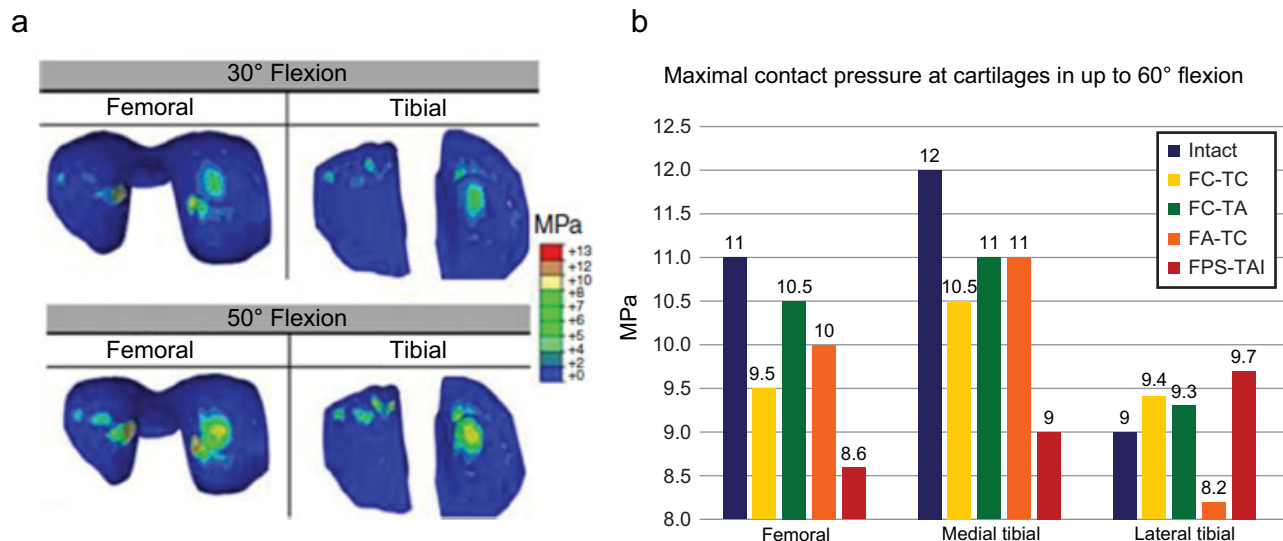 a
30° Flexion
Femoral Tibial
MPa
+13
+12
+10
+8
+7
+6
+5
+4
+2
+0
50° Flexion
Femoral Tibial
b
Maximal contact pressure at cartilages in up to 60° flexion
MPa
12.5
12.0
11.5
11.0
10.5
10.0
9.5
9.0
8.5
8.0
11
9.5
10.5
10
8.6
12
10.5
11
11
9
9
9.4
9.3
8.2
9.7
Intact
FC-TC
FC-TA
FA-TC
FPS-TAI
Femoral Medial tibial Lateral tibial